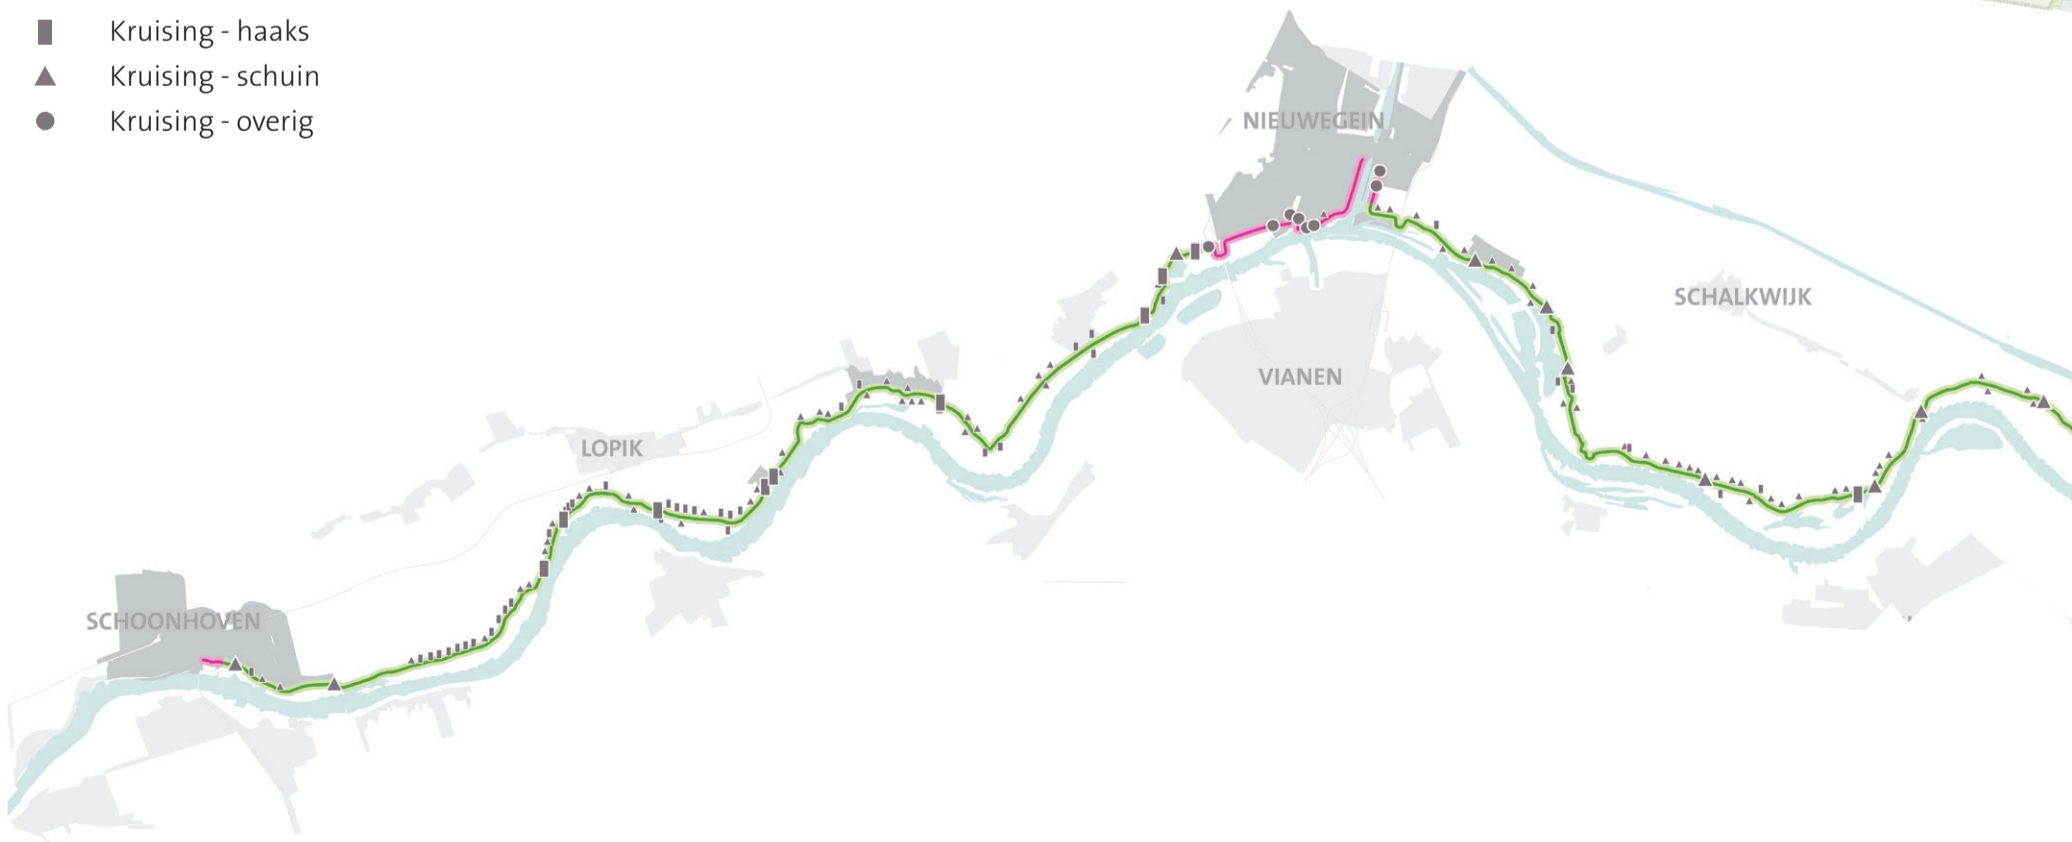 Kruising - haaks
Kruising - schuin
Kruising - overig
NIEUWEGEIN
SCHALKWIJK
VIANEN
LOPIK
SCHOONHOVEN